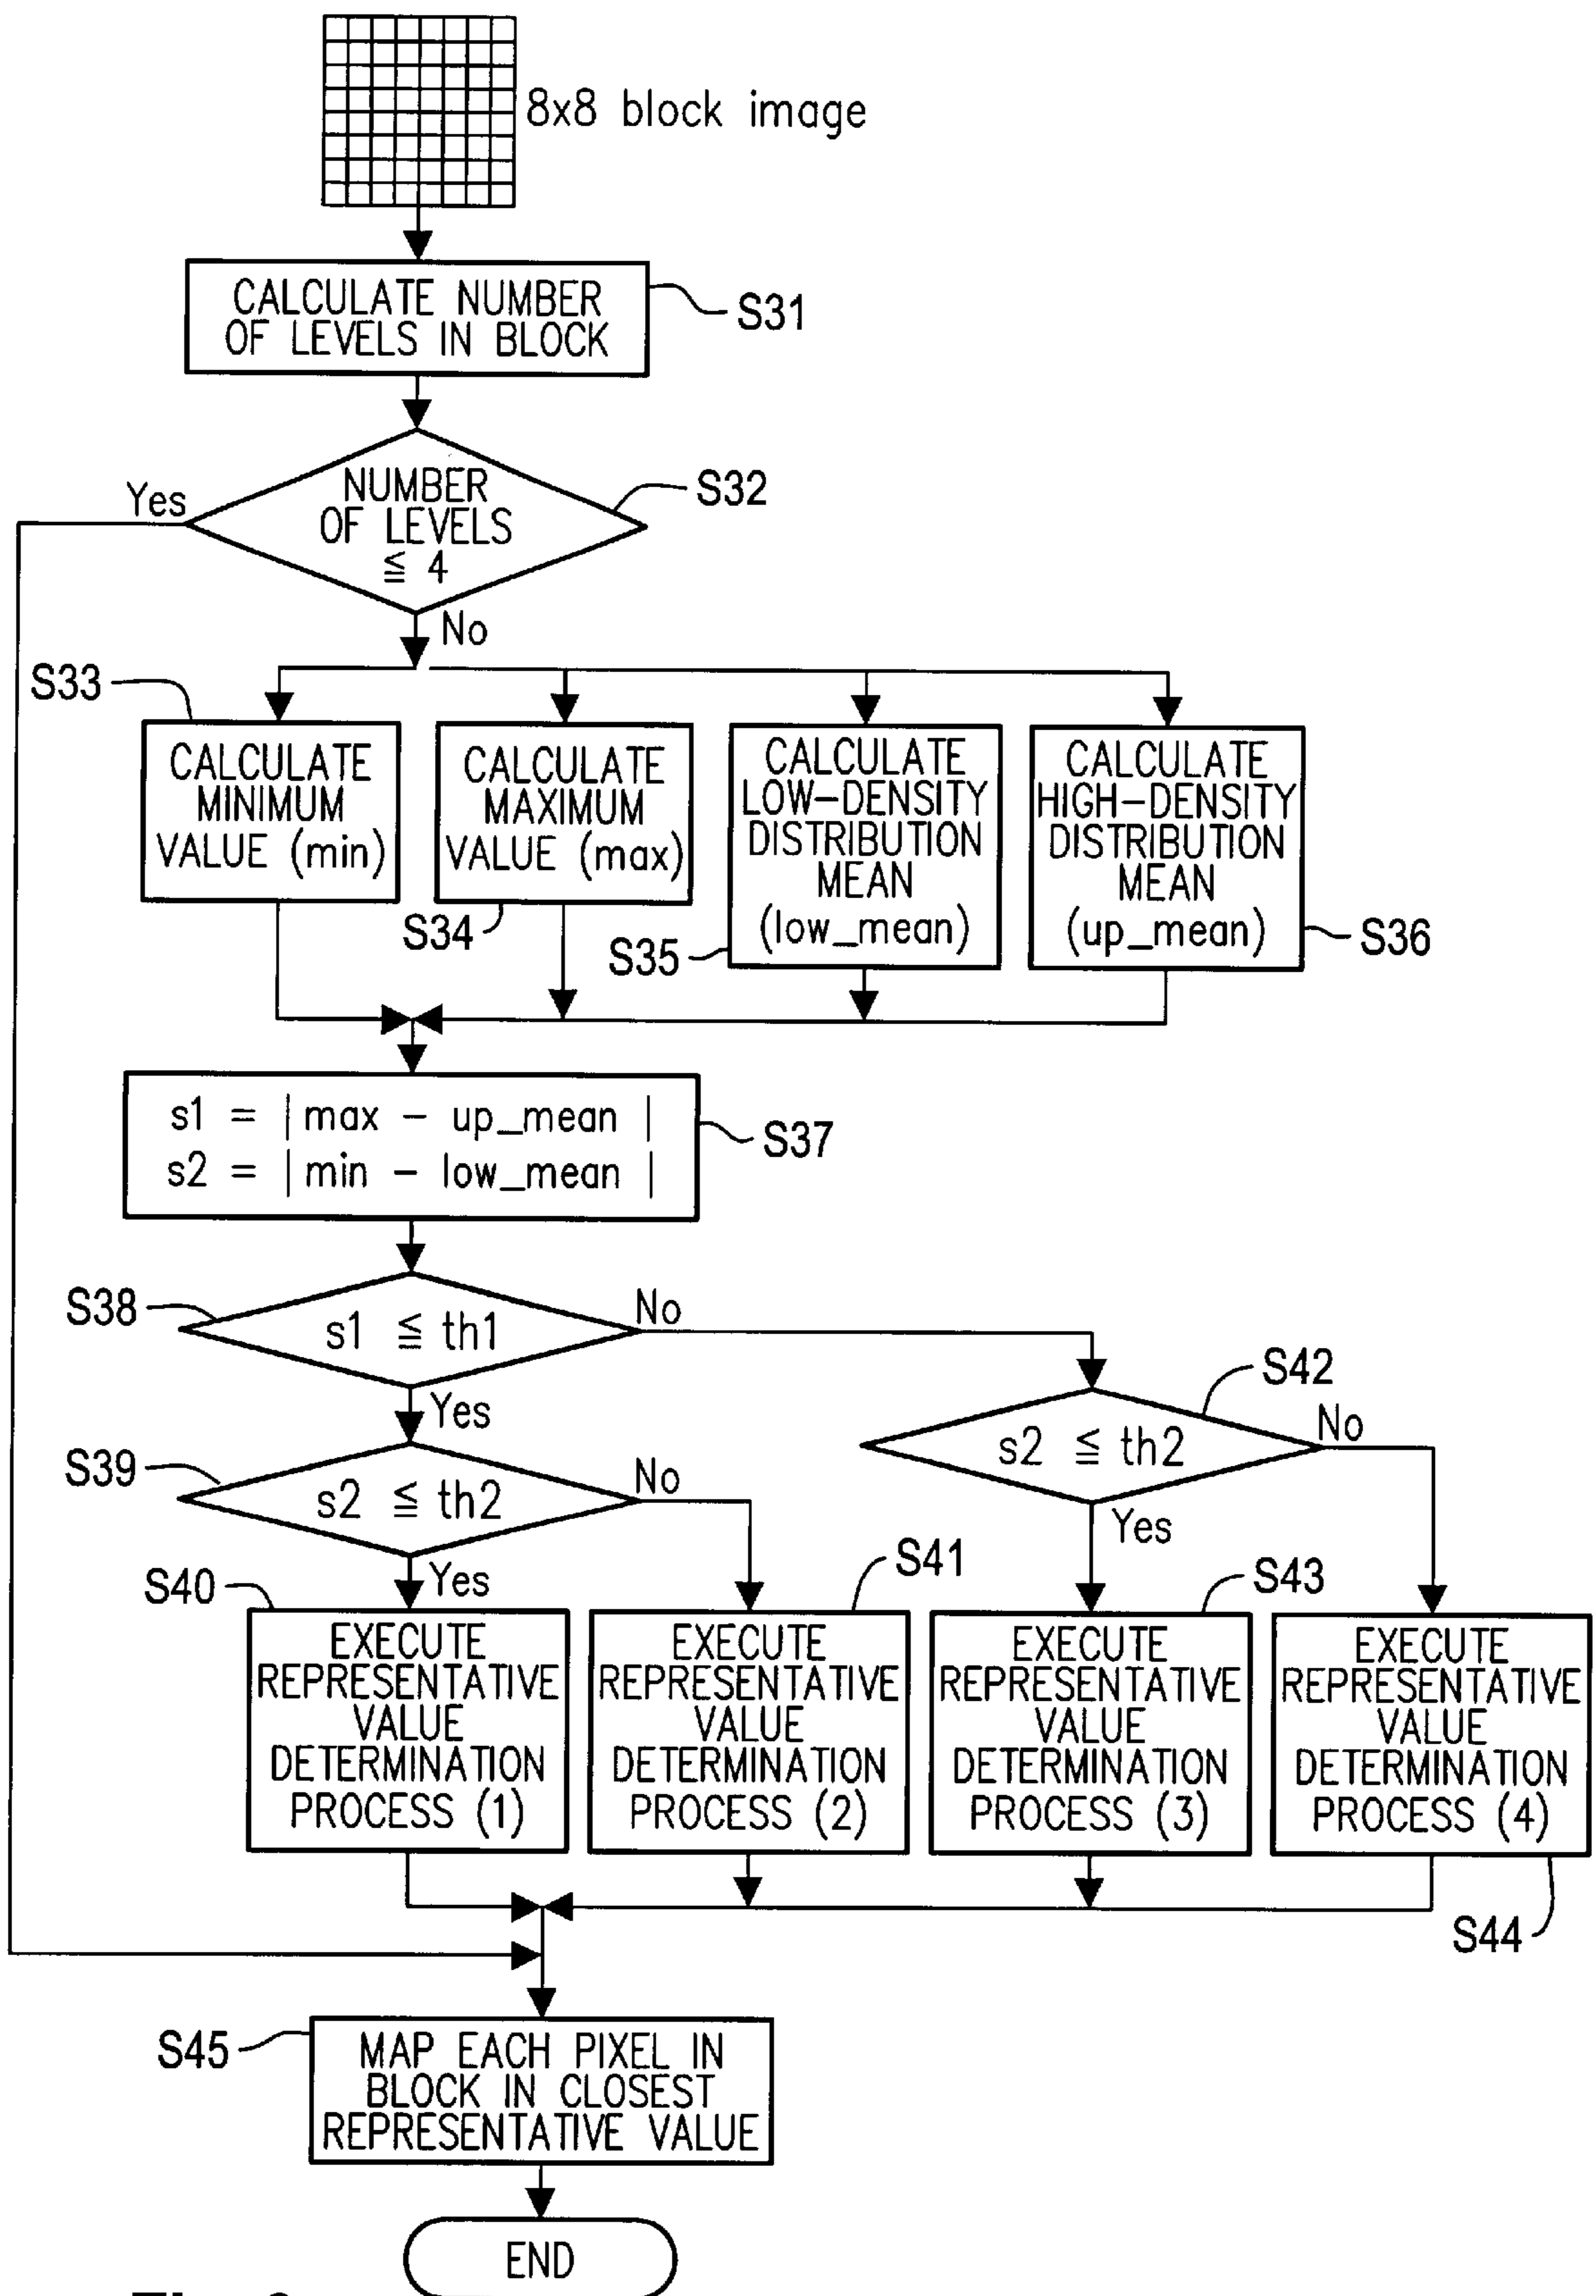 8x8 block image
CALCULATE NUMBER
OF LEVELS IN BLOCK
S31
NUMBER
OF LEVELS
≦ 4
S32
Yes
No
S33
CALCULATE
MINIMUM
VALUE (min)
CALCULATE
MAXIMUM
VALUE (max)
S34
CALCULATE
LOW-DENSITY
DISTRIBUTION
MEAN
(low_mean)
S35
CALCULATE
HIGH-DENSITY
DISTRIBUTION
MEAN
(up_mean)
S36
s1 = | max - up_mean |
s2 = | min - low_mean |
S37
S38
s1 ≦ th1
No
Yes
S42
s2 ≦ th2
No
Yes
S39
s2 ≦ th2
No
Yes
S40
EXECUTE
REPRESENTATIVE
VALUE
DETERMINATION
PROCESS (1)
S41
EXECUTE
REPRESENTATIVE
VALUE
DETERMINATION
PROCESS (2)
S43
EXECUTE
REPRESENTATIVE
VALUE
DETERMINATION
PROCESS (3)
EXECUTE
REPRESENTATIVE
VALUE
DETERMINATION
PROCESS (4)
S44
S45
MAP EACH PIXEL IN
BLOCK IN CLOSEST
REPRESENTATIVE VALUE
END